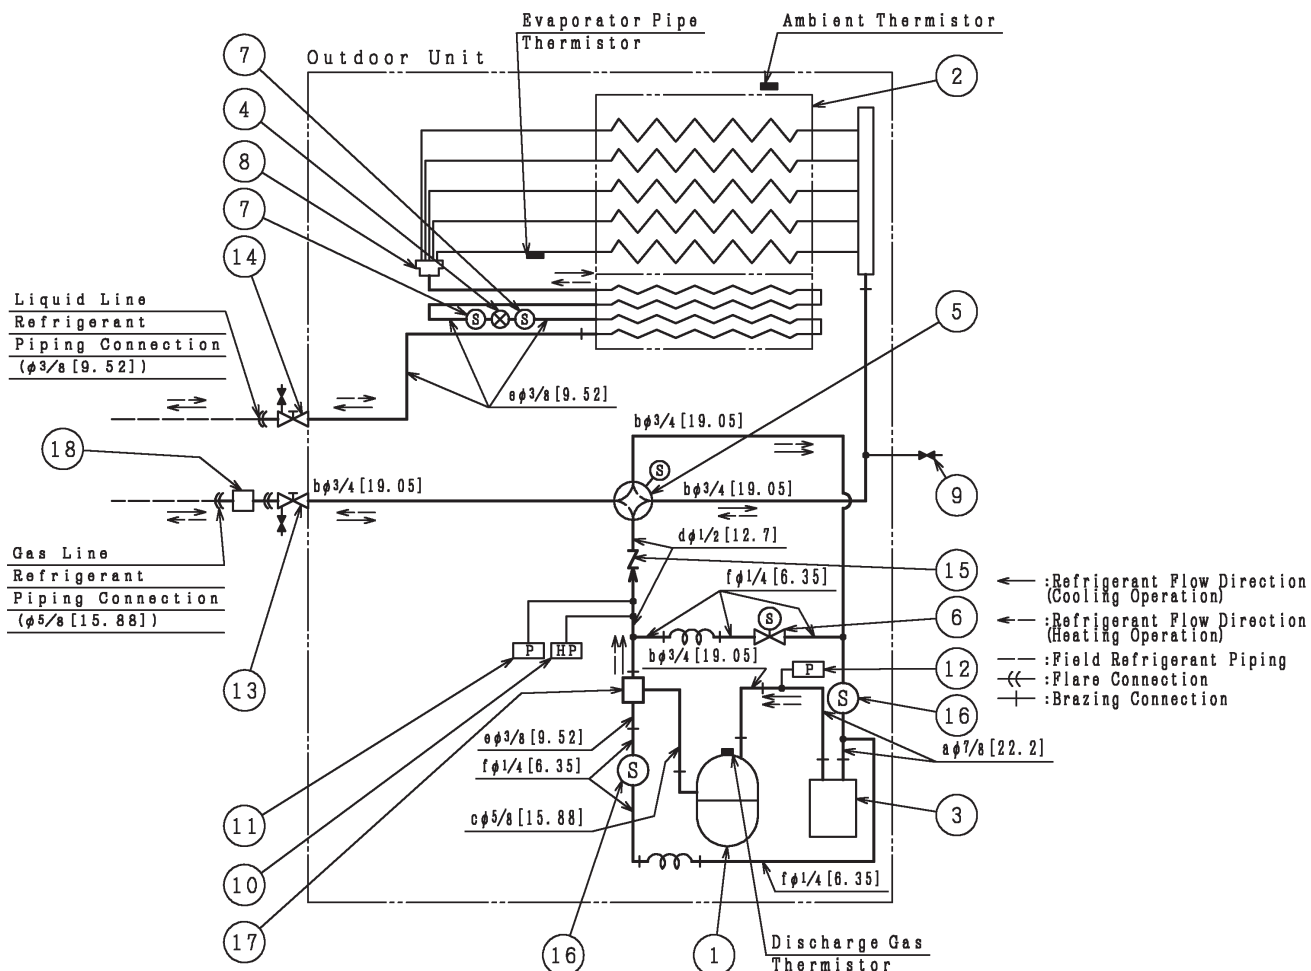 Evaporator Pipe
Thermistor
Ambient Thermistor
Outdoor Unit
7
2
4
8
7
14
Liquid Line
Refrigerant
Piping Connection
(φ3/8[9.52])
5
eφ3/8[9.52]
bφ3/4[19.05]
18
S
bφ3/4[19.05]
bφ3/4[19.05]
9
S
S
dφ1/2[12.7]
Gas Line
Refrigerant
Piping Connection
(φ5/8[15.88])
15
fφ1/4[6.35]
:Refrigerant Flow Direction
(Cooling Operation)
S
6
:Refrigerant Flow Direction
(Heating Operation)
P
HP
bφ3/4[19.05]
P
12
:Field Refrigerant Piping
:Flare Connection
:Brazing Connection
13
S
16
eφ3/8[9.52]
aφ7/8[22.2]
fφ1/4[6.35]
S
11
cφ5/8[15.88]
3
10
fφ1/4[6.35]
17
16
1
Discharge Gas
Thermistor